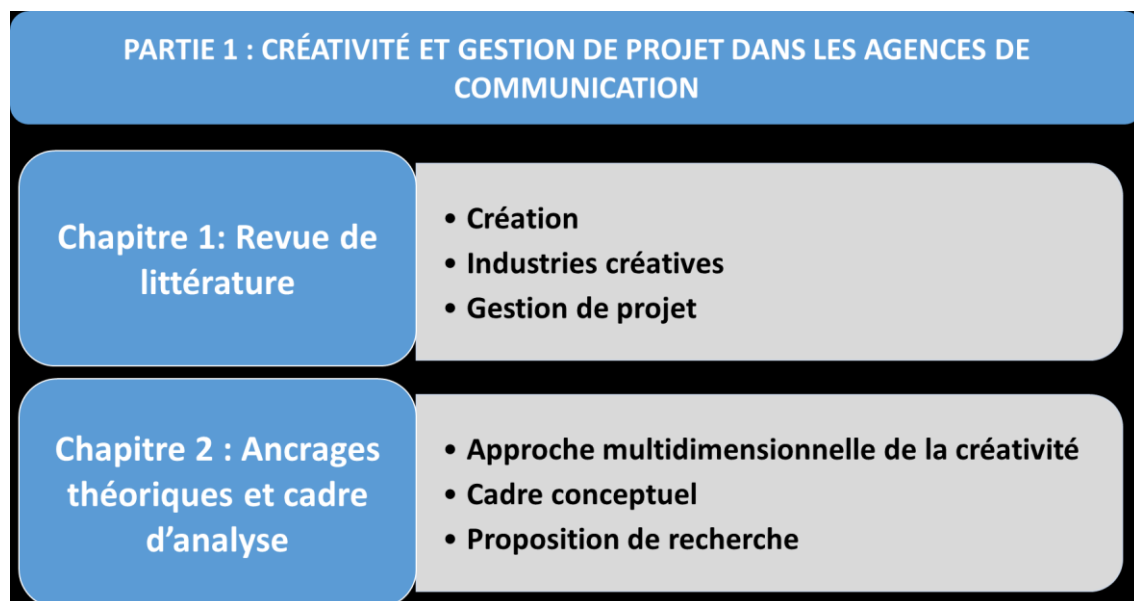 PARTIE 1 : CRÉATIVITÉ ET GESTION DE PROJET DANS LES AGENCES DE
COMMUNICATION
Chapitre 1: Revue de
littérature
• Création
• Industries créatives
• Gestion de projet
Chapitre 2 : Ancrages
théoriques et cadre
d’analyse
• Approche multidimensionnelle de la créativité
• Cadre conceptuel
• Proposition de recherche